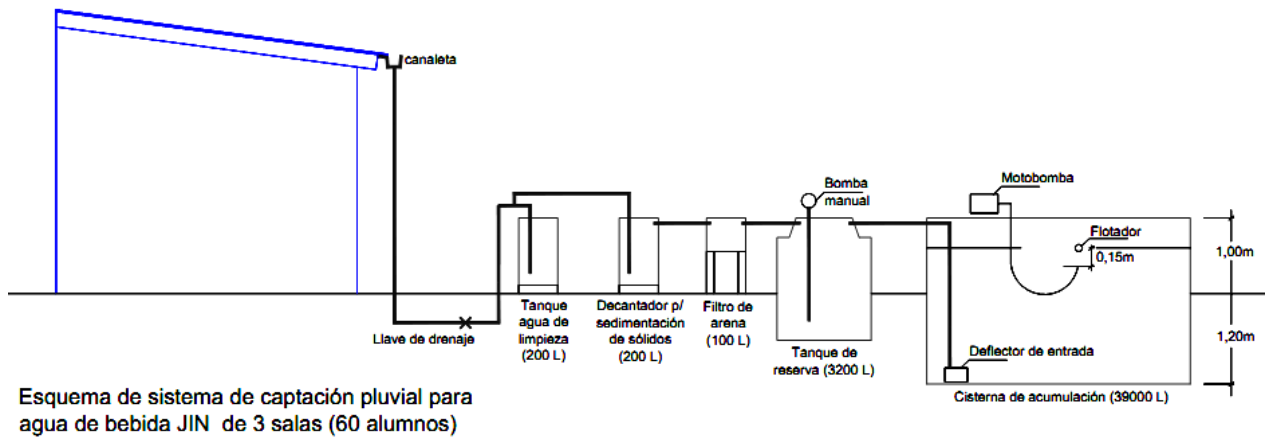 canaleta
Bomba
manual
Motobomba
Flotador
0,15m
1,00m
Llave de drenaje
Tanque
agua de
limpieza
(200 L)
Decantador p/
sedimentación
de sólidos
(200 L)
Filtro de
arena
(100 L)
Tanque de
reserva (3200 L)
Deflector de entrada
1,20m
Cisterna de acumulación (39000 L)
Esquema de sistema de captación pluvial para
agua de bebida JIN de 3 salas (60 alumnos)